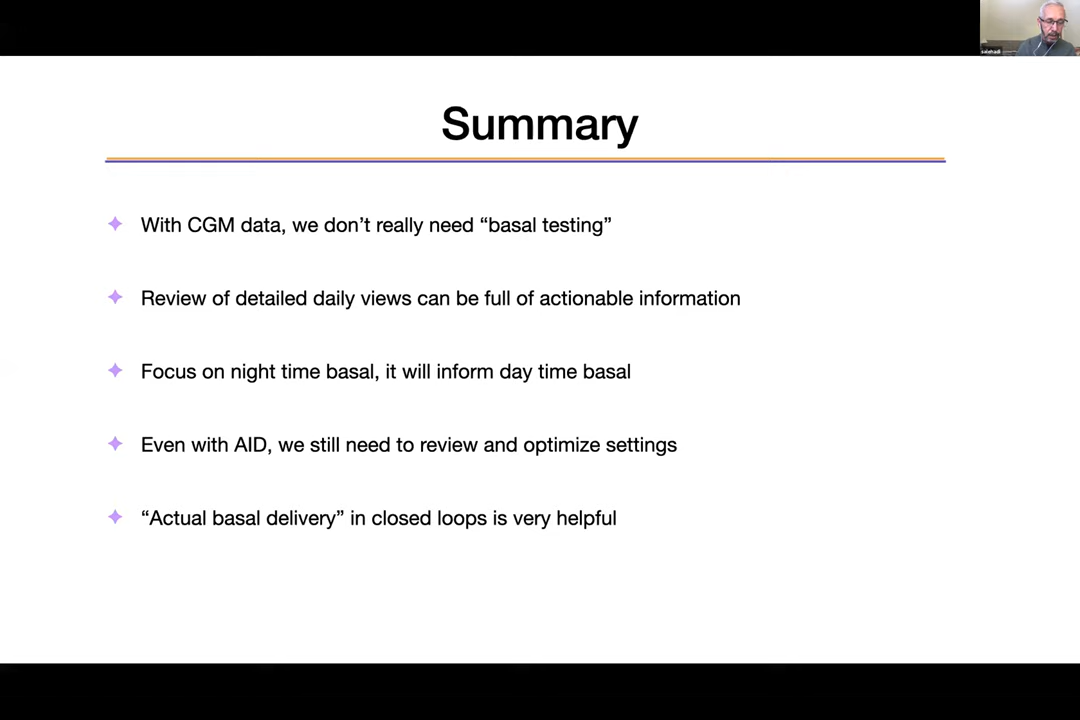 Summary
With CGM data, we don’t really need “basal testing”
Review of detailed daily views can be full of actionable information
Focus on night time basal, it will inform day time basal
Even with AID, we still need to review and optimize settings
“Actual basal delivery” in closed loops is very helpful